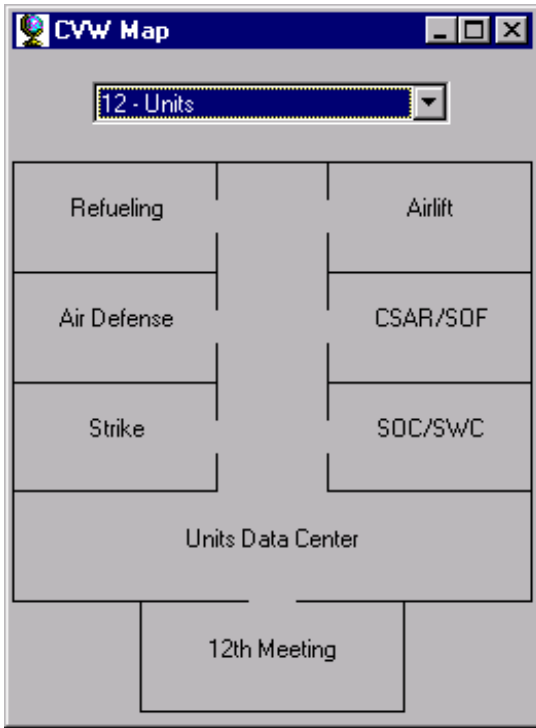 CVW Map
12 - Units
Refueling
Airlift
Air Defense
CSAR/SOF
Strike
SOC/SWC
Units Data Center
12th Meeting